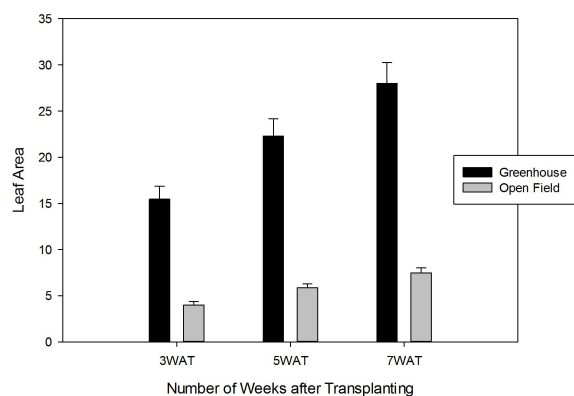 35
30
25
20
15
10
5
0
Leaf Area
Greenhouse
Open Field
3WAT 5WAT 7WAT
Number of Weeks after Transplanting